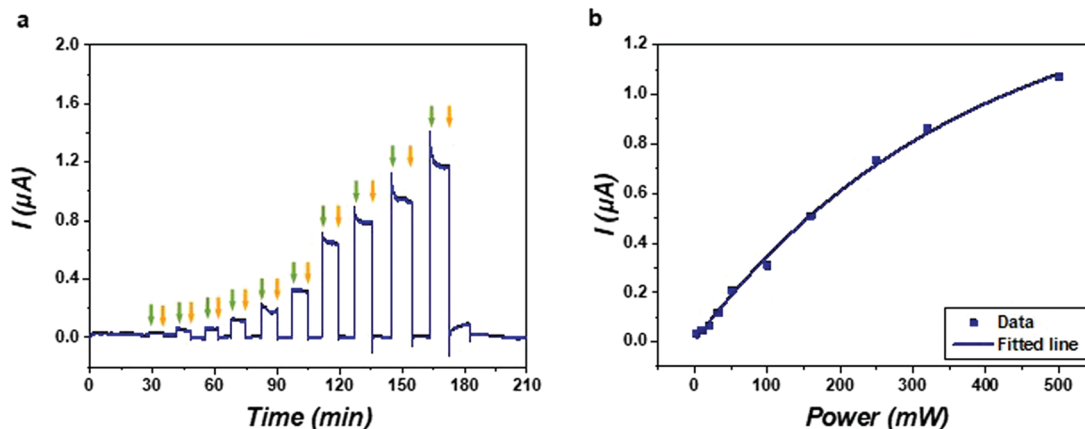 a
2.0
1.6
1.2
0.8
0.4
0.0
I (µA)
0 30 60 90 120 150 180 210
Time (min)
b
1.2
1.0
0.8
0.6
0.4
0.2
0.0
I (µA)
0 100 200 300 400 500
Power (mW)
Data
Fitted line